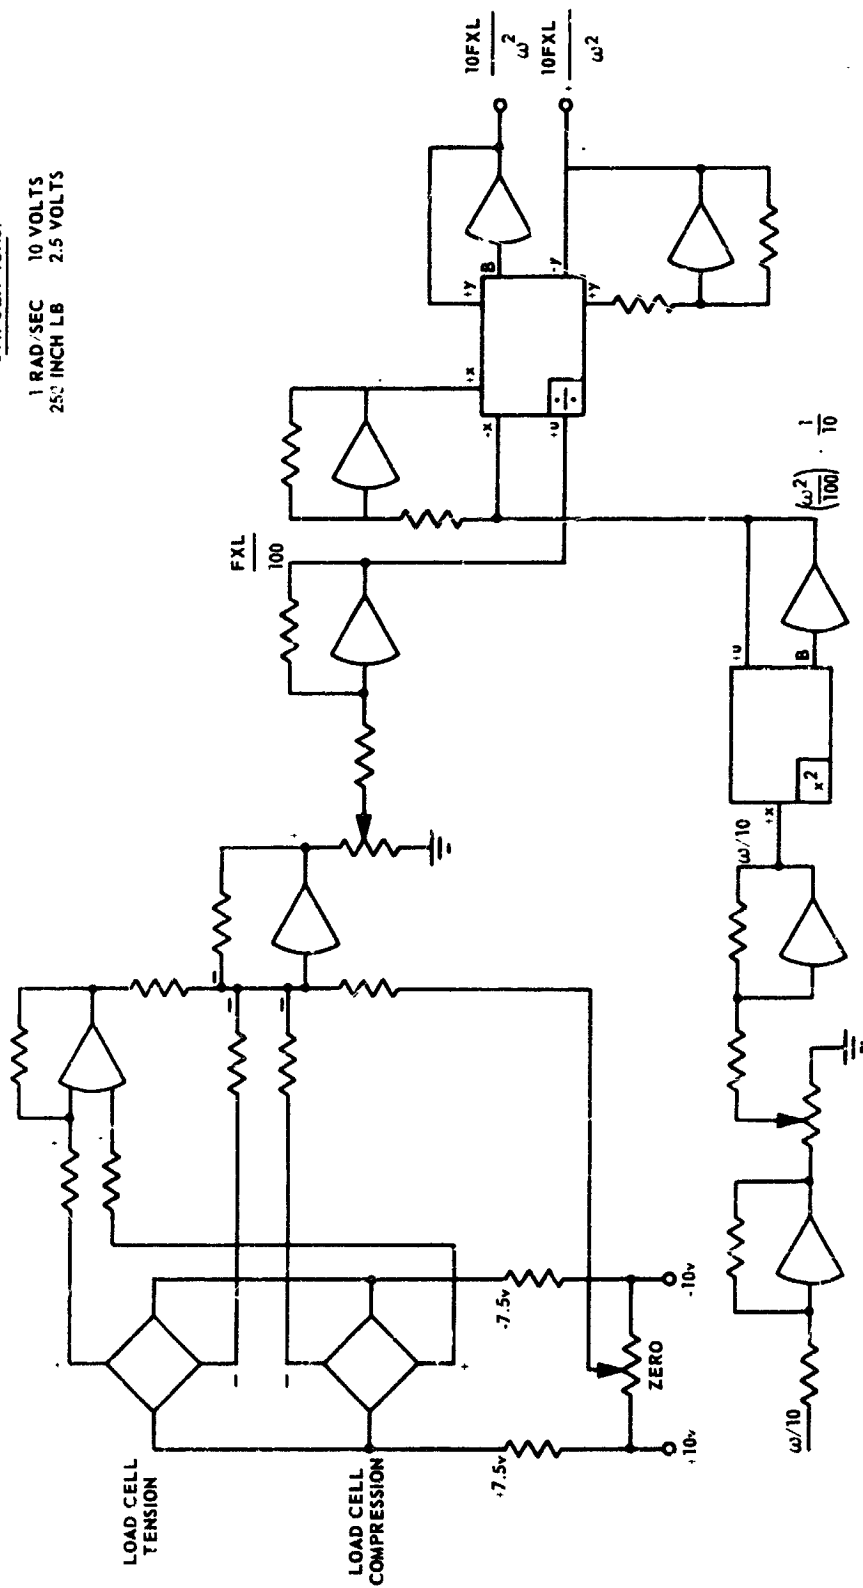 1 RAD/SEC 10 VOLTS
INCH LB 2.5 VOLTS
10FXL
—
ω²
10FXL
+
ω²
B
+y
-y
+y
+x
-x
÷
+u
FXL
100
(ω²/100) · 1/10
+u
B
x²
+x
ω/10
+
LOAD CELL
TENSION
-
-
-
-
-
LOAD CELL
COMPRESSION
+
-7.5v
+7.5v
ZERO
-10v
+10v
ω/10